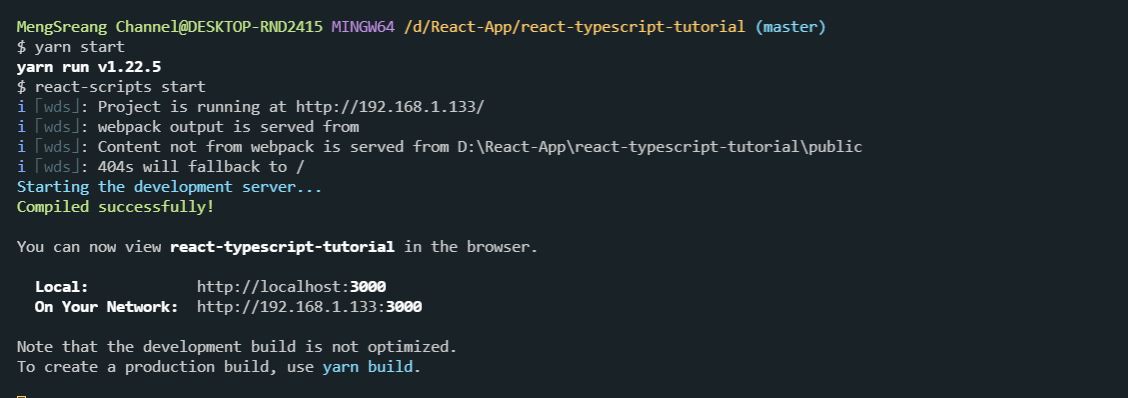 MengSreang Channel@DESKTOP-RND2415 MINGW64 /d/React-App/react-typescript-tutorial (master)
$ yarn start
yarn run v1.22.5
$ react-scripts start
i ｢wds｣: Project is running at http://192.168.1.133/
i ｢wds｣: webpack output is served from
i ｢wds｣: Content not from webpack is served from D:\React-App\react-typescript-tutorial\public
i ｢wds｣: 404s will fallback to /
Starting the development server...
Compiled successfully!
You can now view react-typescript-tutorial in the browser.
Local: http://localhost:3000
On Your Network: http://192.168.1.133:3000
Note that the development build is not optimized.
To create a production build, use yarn build.